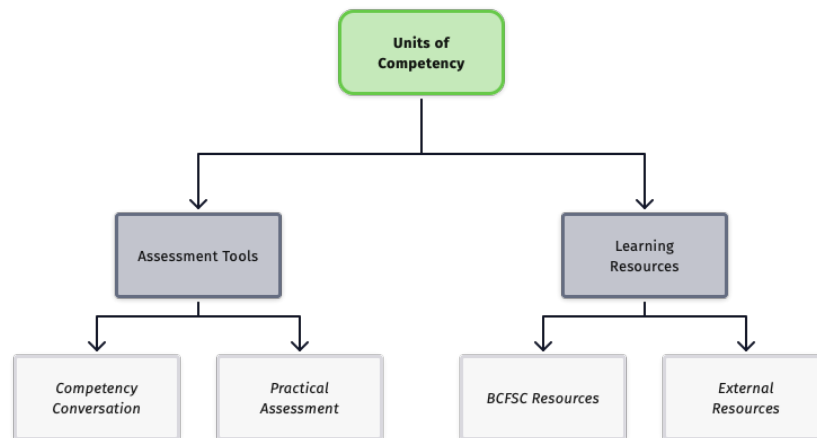 Units of
Competency
Assessment Tools
Learning
Resources
Competency
Conversation
Practical
Assessment
BCFSC Resources
External
Resources